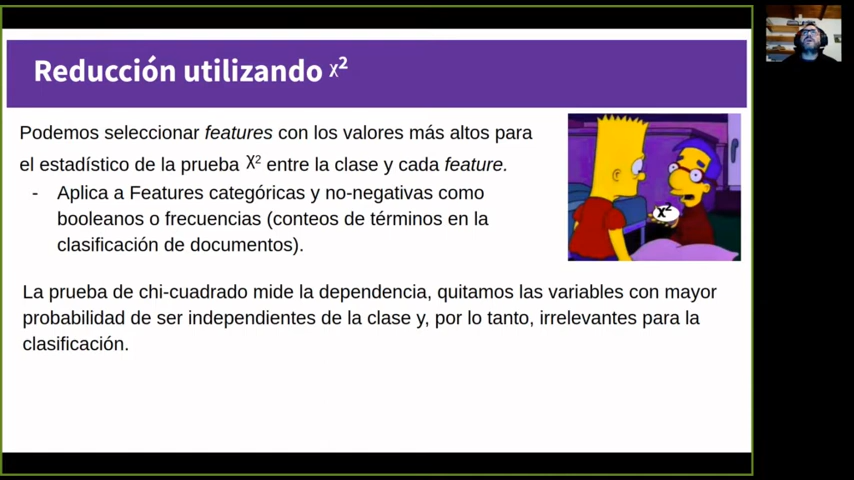 Reducción utilizando χ²
Podemos seleccionar features con los valores más altos para
el estadístico de la prueba χ² entre la clase y cada feature.
- Aplica a Features categóricas y no-negativas como
booleanos o frecuencias (conteos de términos en la
clasificación de documentos).
χ²
La prueba de chi-cuadrado mide la dependencia, quitamos las variables con mayor
probabilidad de ser independientes de la clase y, por lo tanto, irrelevantes para la
clasificación.